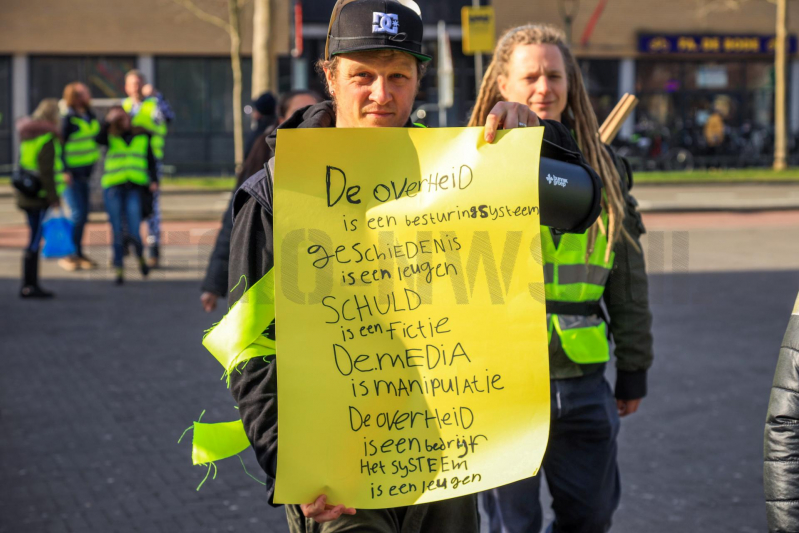 De overHeiD
is een besturingssysteem
geSCHiEDENis
is een leugen
SCHULD
is een fictie
De meDiA
is mANipulAtie
De overHeiD
is een bedrijf
Het SySTEEm
is een leugen
DC